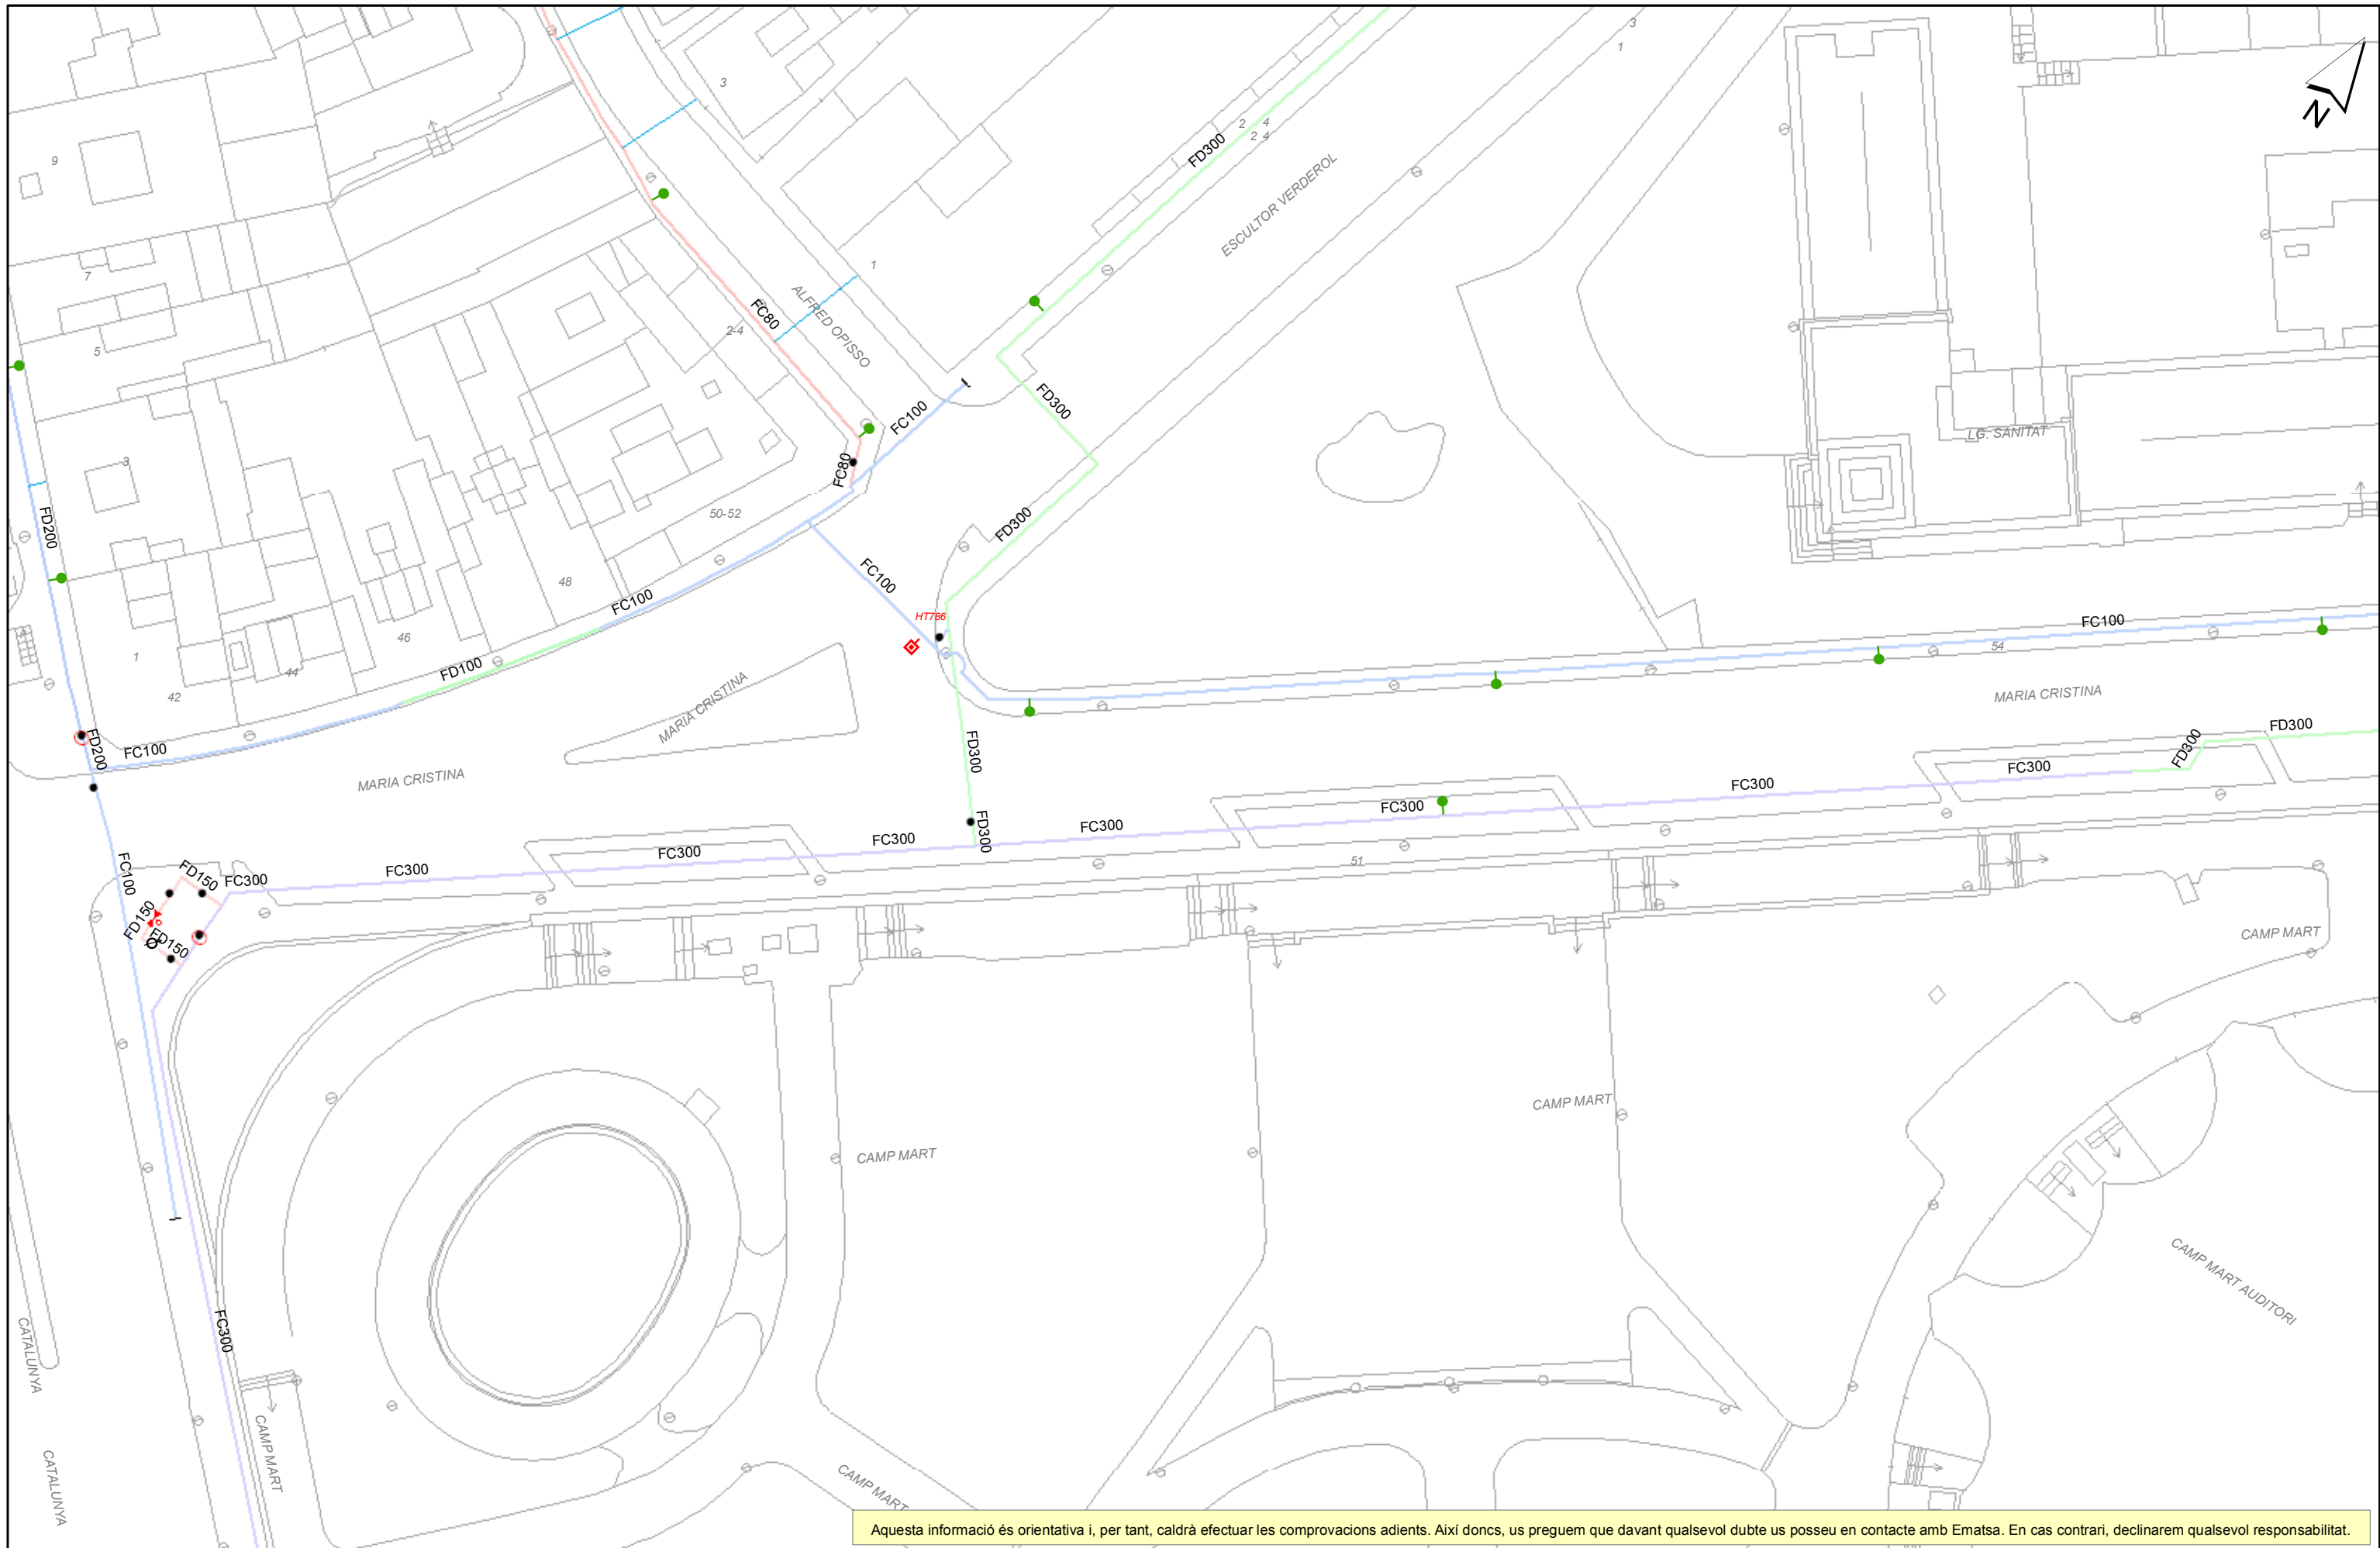 3
1
3
N
2 4
2 4
FD300
ESCULTOR VERDEROL
9
7
5
3
1
1
ALFRED OPISSO
FC80
2-4
FD300
FC100
FC80
LG. SANITAT
FD200
50-52
FD300
FC100
48
FC100
HT786
FC100
54
46
44
42
FD100
MARIA CRISTINA
MARIA CRISTINA
FD200
FC100
FD300
FD300
FD300
MARIA CRISTINA
FC300
FC300
FC300
FC300
FD300
FC300
FC300
51
FC300
FC300
FC100
FD150
FD150
FD150
CAMP MART
CAMP MART
CAMP MART
CAMP MART AUDITORI
FC300
CATALUNYA
CAMP MART
CATALUNYA
CAMP MART
Aquesta informació és orientativa i, per tant, caldrà efectuar les comprovacions adients. Així doncs, us preguem que davant qualsevol dubte us posseu en contacte amb Ematsa. En cas contrari, declinarem qualsevol responsabilitat.